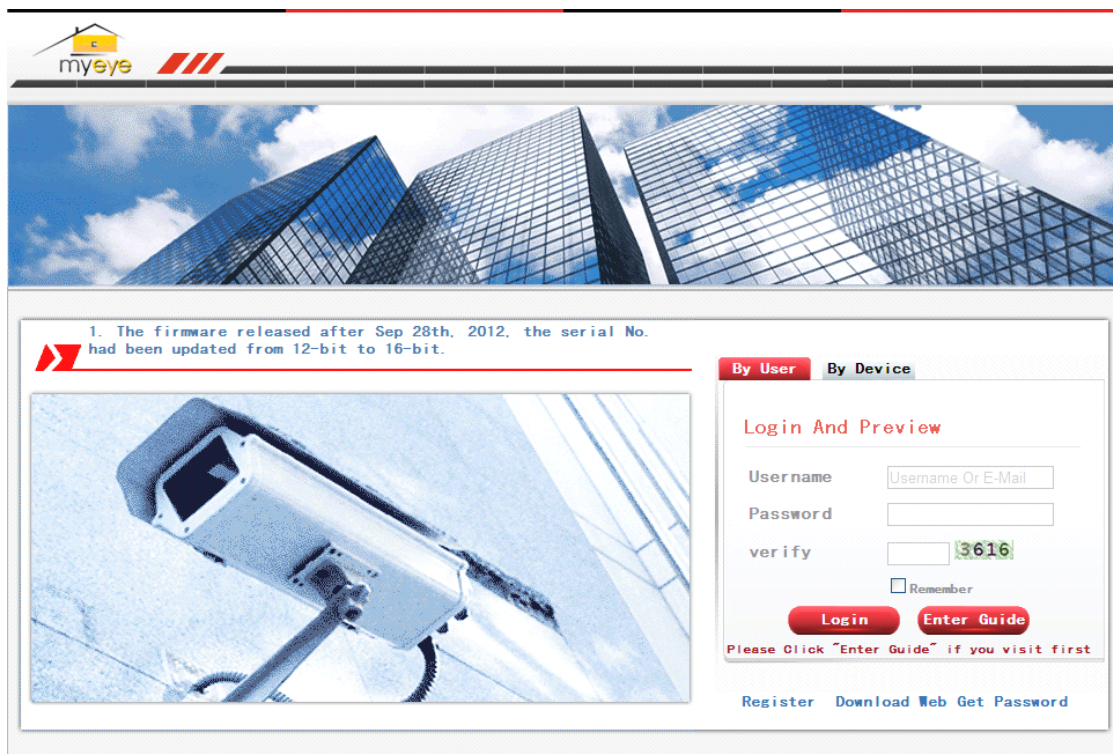 myeye
1. The firmware released after Sep 28th, 2012, the serial No.
had been updated from 12-bit to 16-bit.
By User By Device
Login And Preview
Username Username Or E-Mail
Password
verify 3616
Remember
Login Enter Guide
Please Click "Enter Guide" if you visit first
Register Download Web Get Password